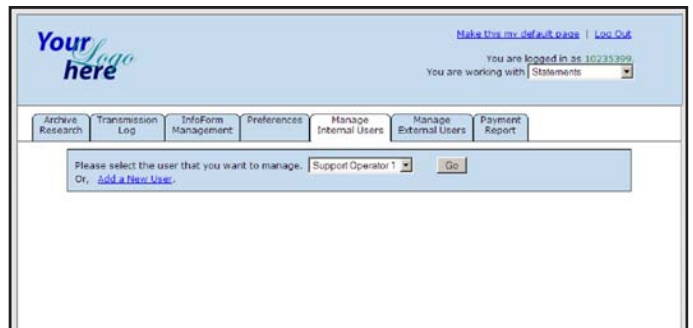 Your
Logo
here
Make this my default page | Log Out
You are logged in as 10235399.
You are working with Statements
Archive Research
Transmission Log
InfoForm Management
Preferences
Manage Internal Users
Manage External Users
Payment Report
Please select the user that you want to manage. Support Operator 1 Go
Or, Add a New User.